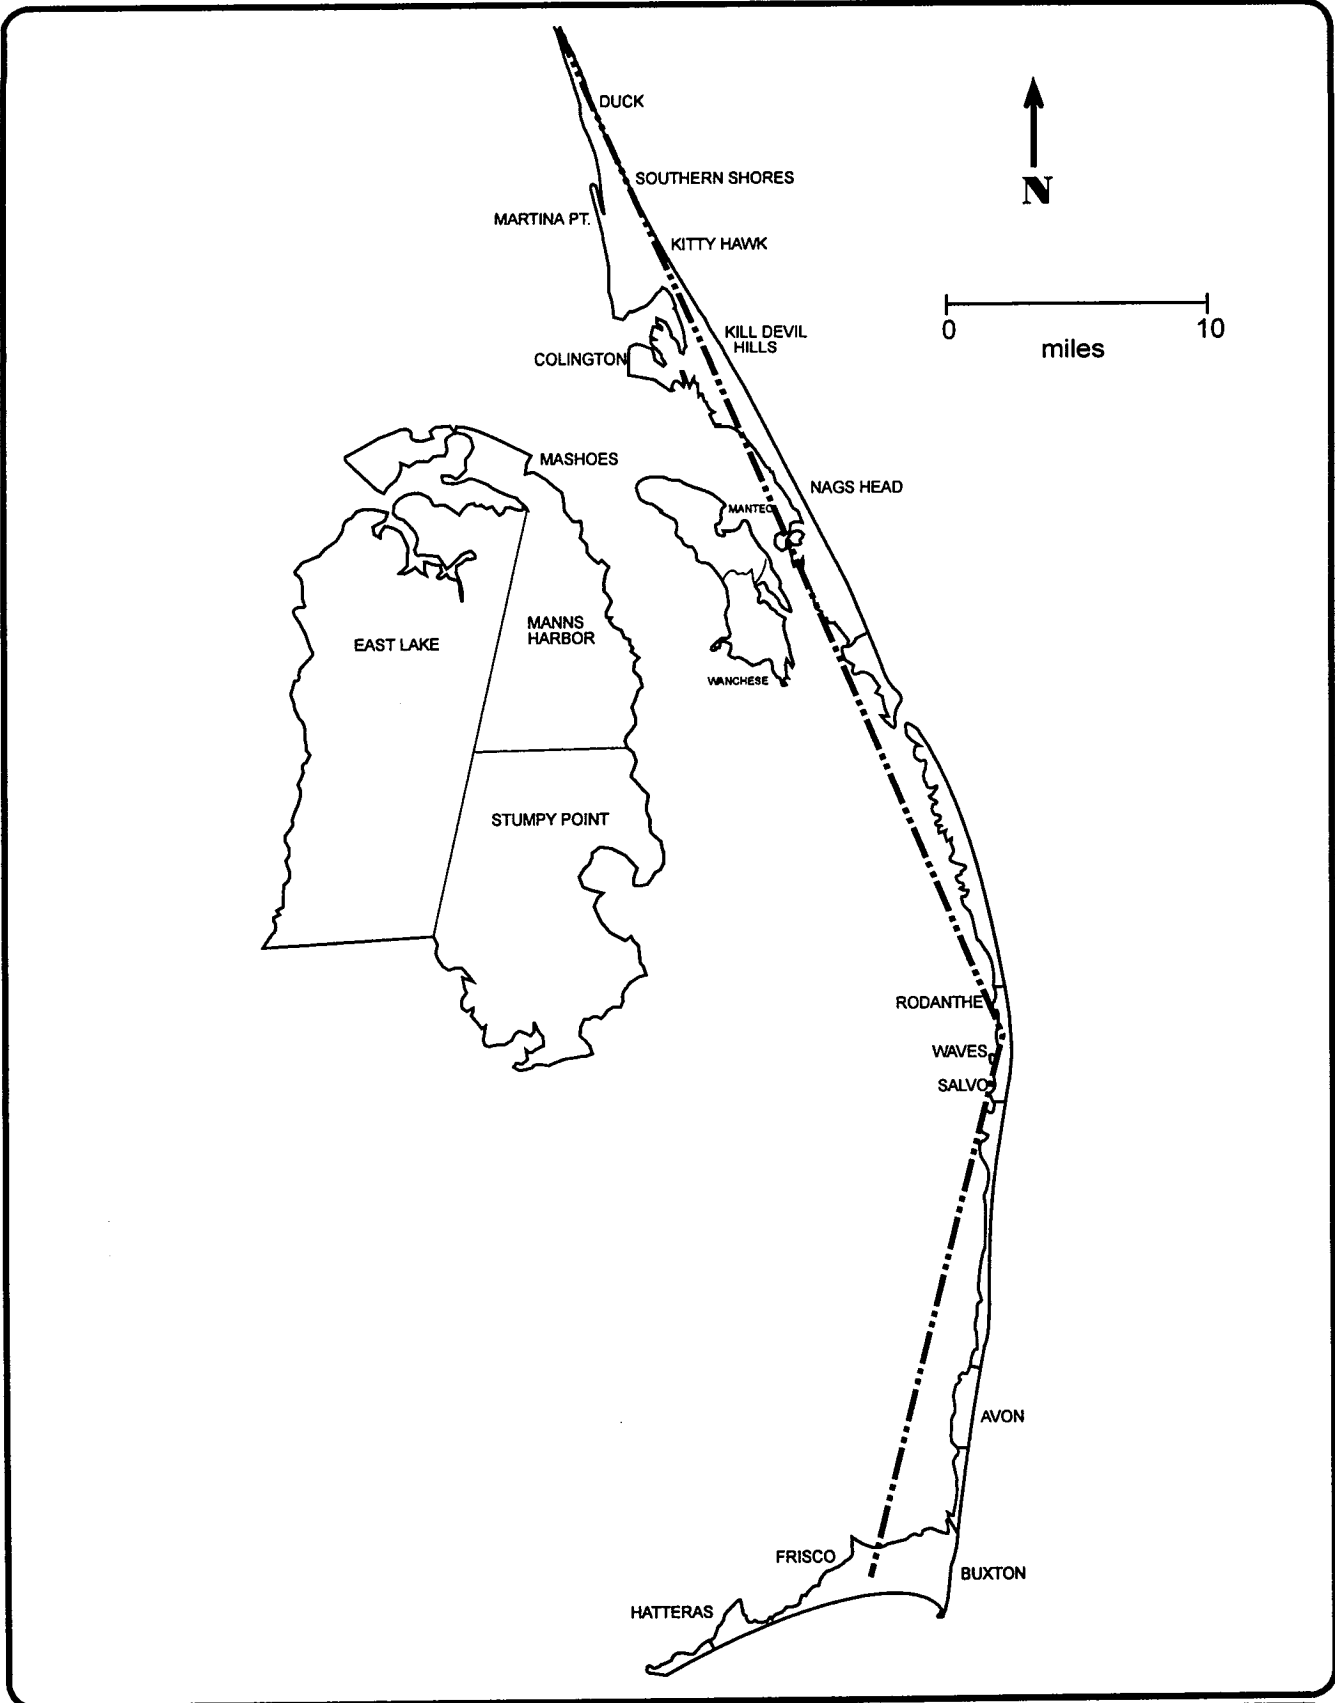 DUCK
SOUTHERN SHORES
N
MARTINA PT.
KITTY HAWK
0 10
miles
KILL DEVIL
HILLS
COLINGTON
MASHOES
NAGS HEAD
MANTEO
MANNS
HARBOR
EAST LAKE
WANCHESE
STUMPY POINT
RODANTHE
WAVES
SALVO
AVON
FRISCO
BUXTON
HATTERAS